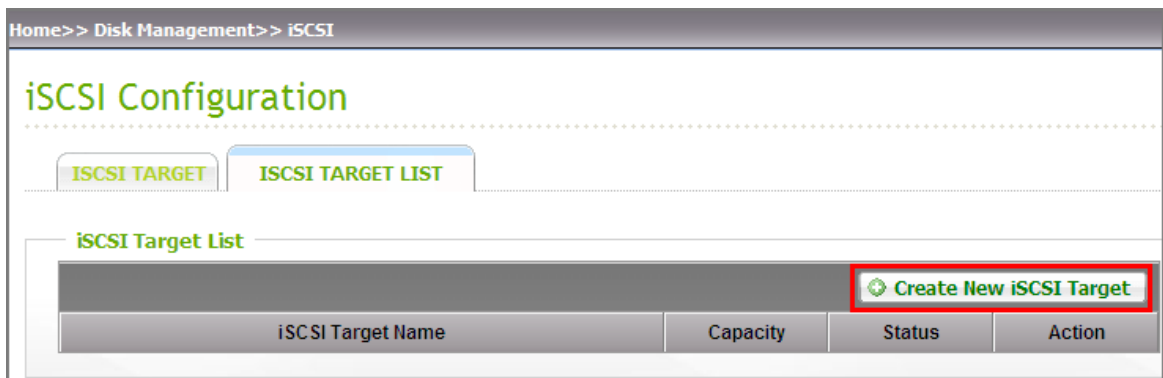 Home>> Disk Management>> iSCSI
iSCSI Configuration
ISCSI TARGET ISCSI TARGET LIST
iSCSI Target List
Create New iSCSI Target
iSCSI Target Name Capacity Status Action